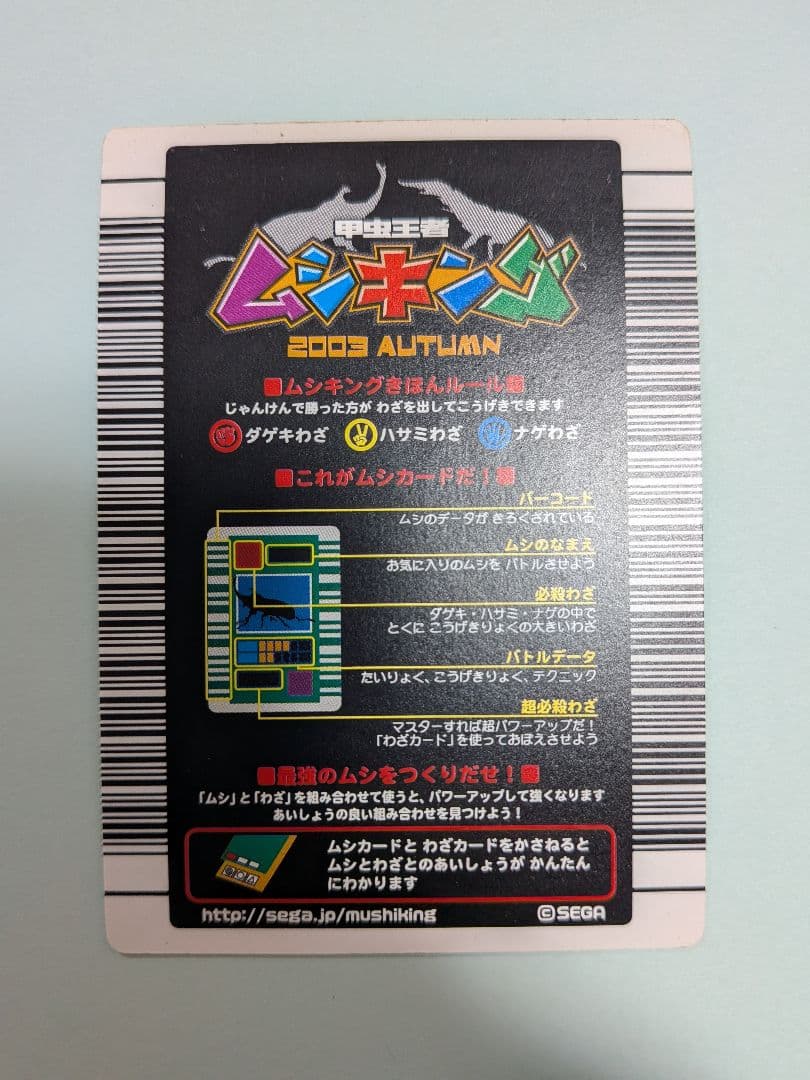 甲虫王者
ムシキング
2003 AUTUMN
ムシキングきほんルール
じゃんけんで勝った方が わざを出してこうげきできます
ダゲキわざ ハサミわざ ナゲわざ
これがムシカードだ!
バーコード
ムシのデータが きろくされている
ムシのなまえ
お気に入りのムシを バトルさせよう
必殺わざ
ダゲキ・ハサミ・ナゲの中で
とくに こうげきりょくの大きいわざ
バトルデータ
たいりょく、こうげきりょく、テクニック
超必殺わざ
マスターすれば超パワーアップだ!
「わざカード」を使っておぼえさせよう
最強のムシをつくりだせ!
「ムシ」と「わざ」を組み合わせて使うと、パワーアップして強くなります
あいしょうの良い組み合わせを見つけよう!
ムシカードと わざカードをかさねると
ムシとわざとのあいしょうが かんたん
にわかります
http://sega.jp/mushiking ©SEGA